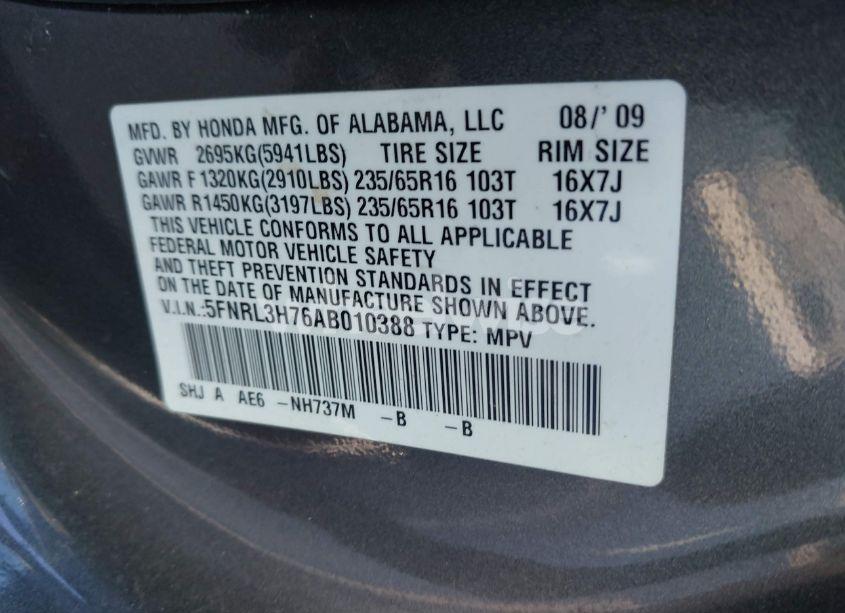 MFD. BY HONDA MFG. OF ALABAMA, LLC 08/' 09
GVWR 2695KG(5941LBS) TIRE SIZE RIM SIZE
GAWR F1320KG(2910LBS) 235/65R16 103T 16X7J
GAWR R1450KG(3197LBS) 235/65R16 103T 16X7J
THIS VEHICLE CONFORMS TO ALL APPLICABLE
FEDERAL MOTOR VEHICLE SAFETY
AND THEFT PREVENTION STANDARDS IN EFFECT
ON THE DATE OF MANUFACTURE SHOWN ABOVE.
V.I.N.:5FNRL3H76AB010388 TYPE: MPV
SHJ A AE6 -NH737M -B -B